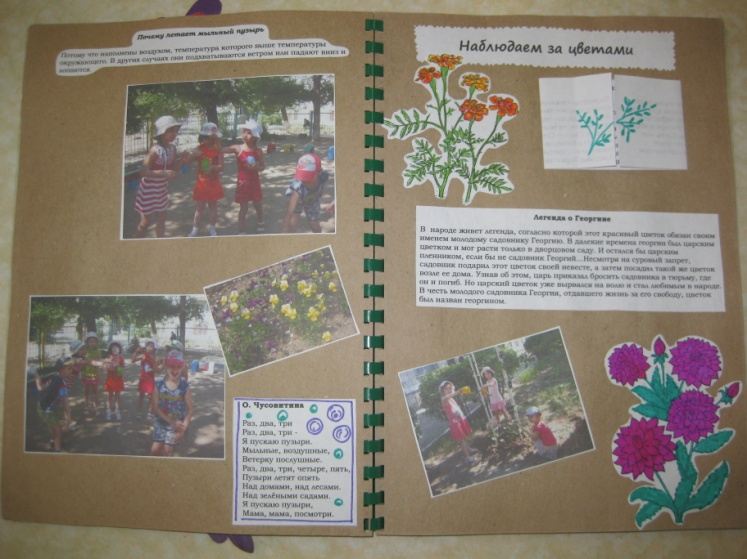 Почему летает мыльный пузырь
Потому что наполнены воздухом, температура которого выше температуры
окружающего. В других случаях они подхватываются ветром или падают вниз и
лопаются.
О. Чусовитина
Раз, два, три
Раз, два, три -
Я пускаю пузыри.
Мыльные, воздушные,
Ветерку послушные.
Раз, два, три, четыре, пять,
Пузыри летят опять
Над домами, над лесами.
Над зелёными садами.
Я пускаю пузыри,
Мама, мама, посмотри.
Наблюдаем за цветами
Легенда о Георгине
В народе живет легенда, согласно которой этот красивый цветок обязан своим
именем молодому садовнику Георгию. В далекие времена георгин был царским
цветком и мог расти только в дворцовом саду. И остался бы царским
пленником, если бы не садовник Георгий...Несмотря на суровый запрет,
садовник подарил этот цветок своей невесте, а затем посадил такой же цветок
возле ее дома. Узнав об этом, царь приказал бросить садовника в тюрьму, где
он и погиб. Но царский цветок уже вырвался на волю и стал любимым в народе.
В честь молодого садовника Георгия, отдавшего жизнь за его свободу, цветок
был назван георгином.